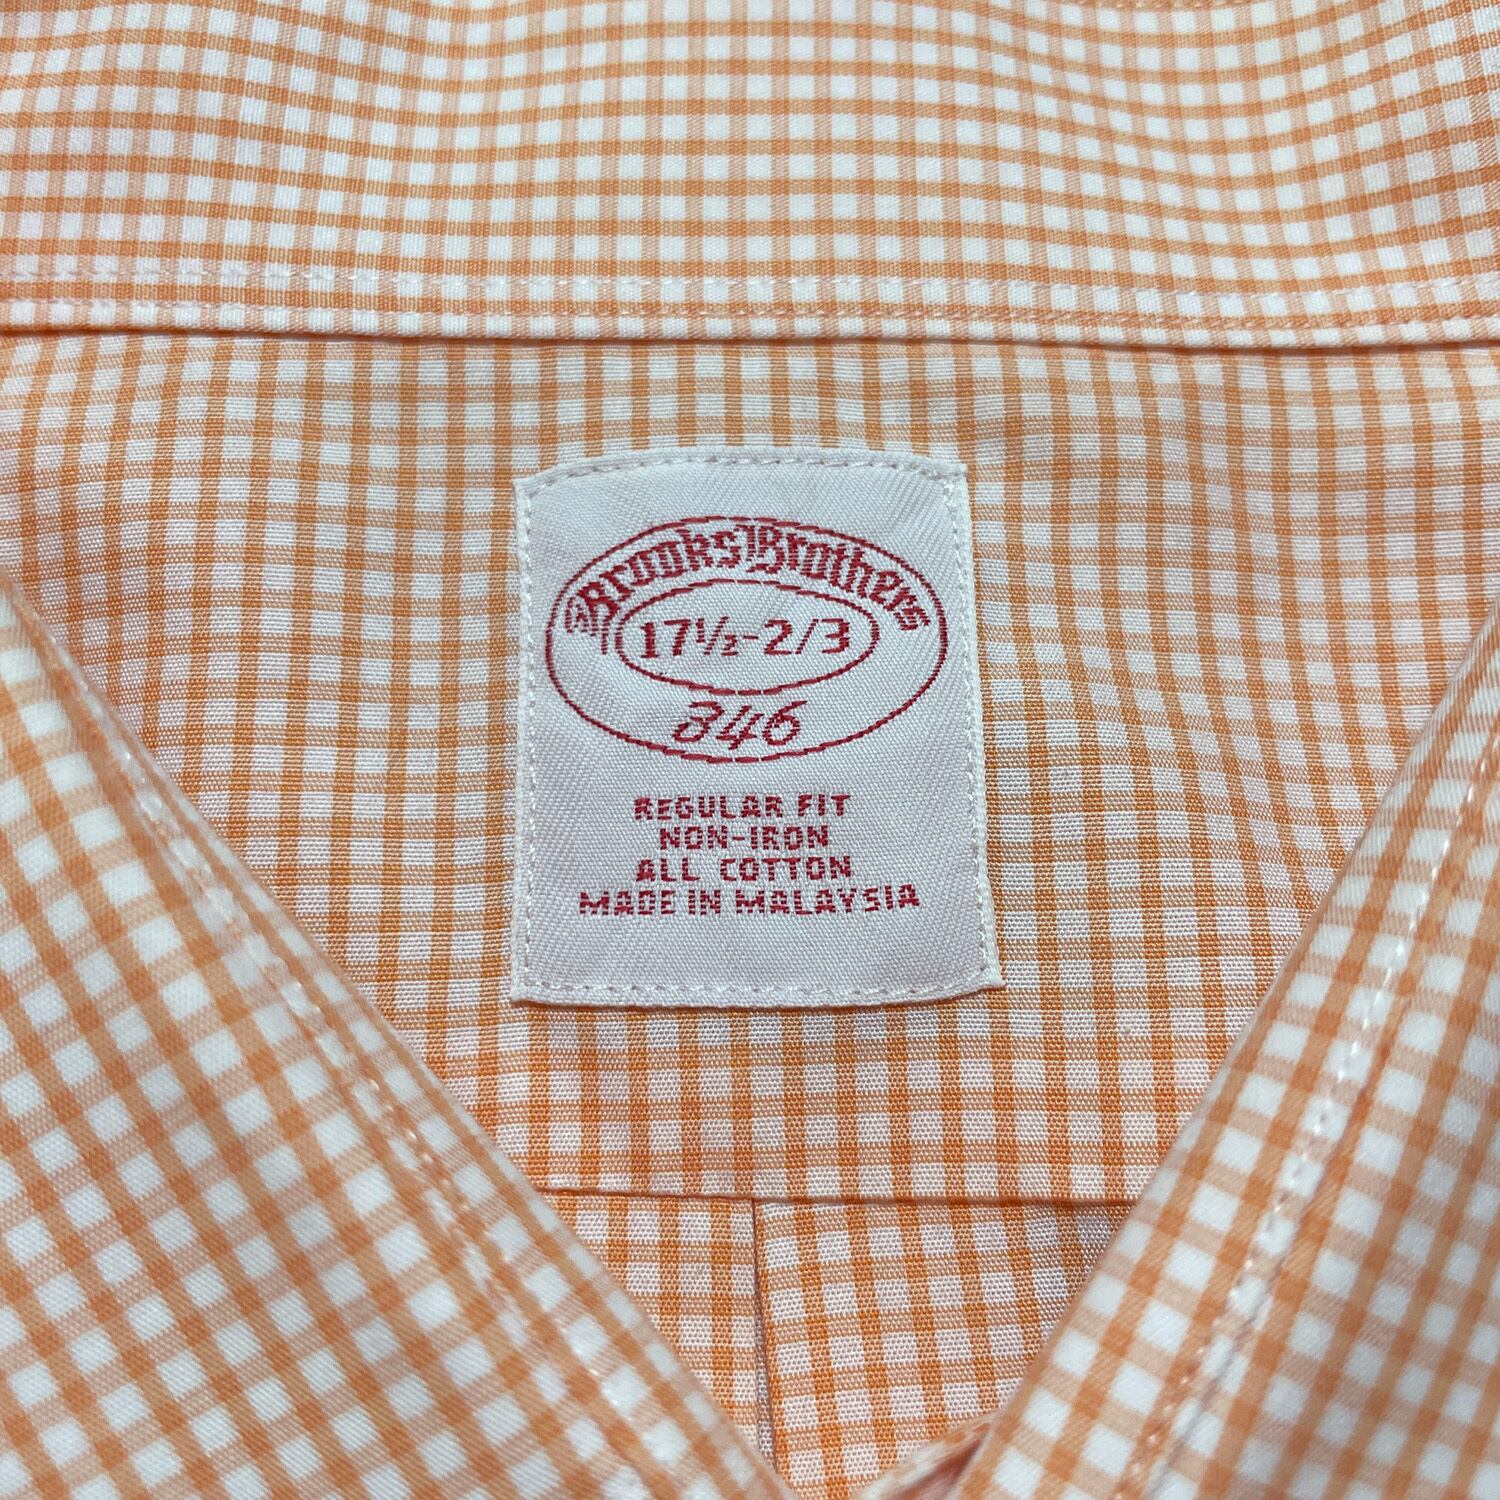 Brooks Brothers
17½-2/3
346
REGULAR FIT
NON-IRON
ALL COTTON
MADE IN MALAYSIA